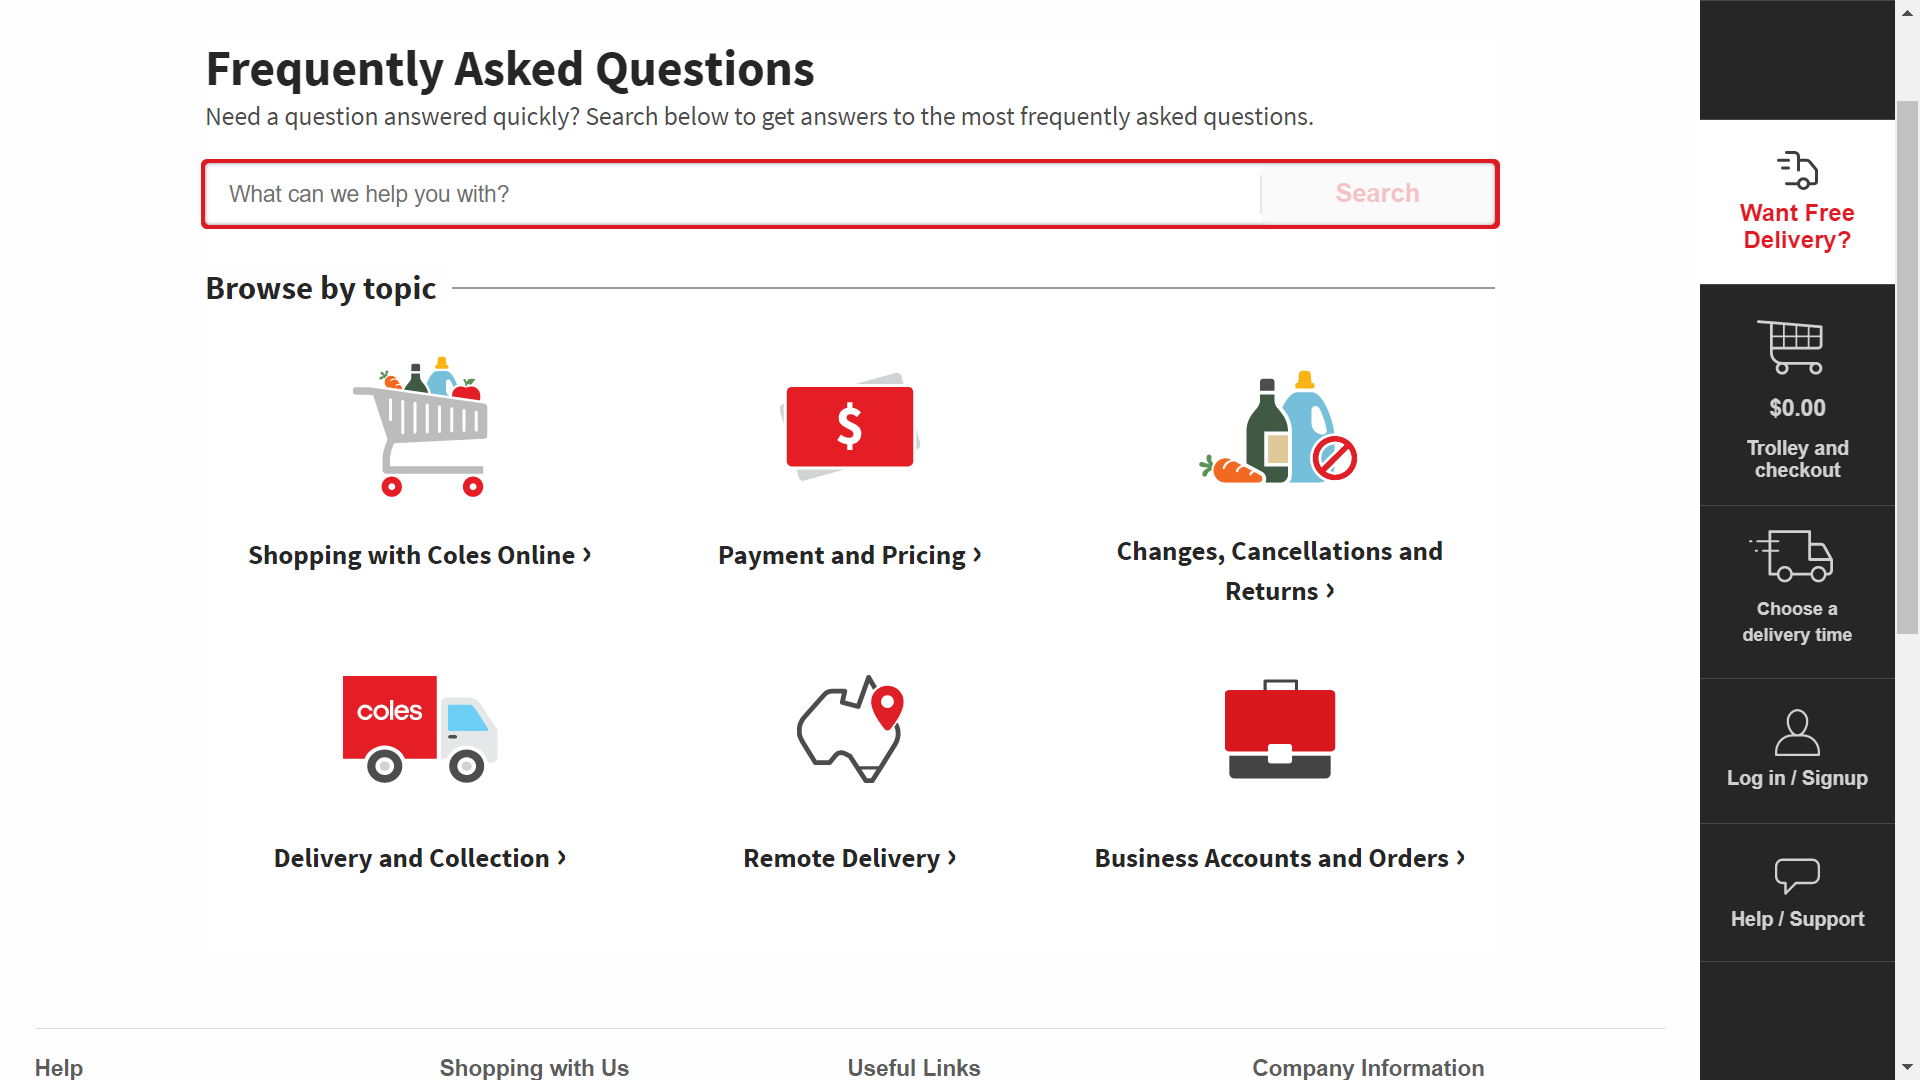 Frequently Asked Questions
Need a question answered quickly? Search below to get answers to the most frequently asked questions.
What can we help you with?
Search
Browse by topic
$
Shopping with Coles Online ›
Payment and Pricing ›
Changes, Cancellations and
Returns ›
coles
Delivery and Collection ›
Remote Delivery ›
Business Accounts and Orders ›
Help
Shopping with Us
Useful Links
Company Information
Want Free
Delivery?
$0.00
Trolley and
checkout
Choose a
delivery time
Log in / Signup
Help / Support